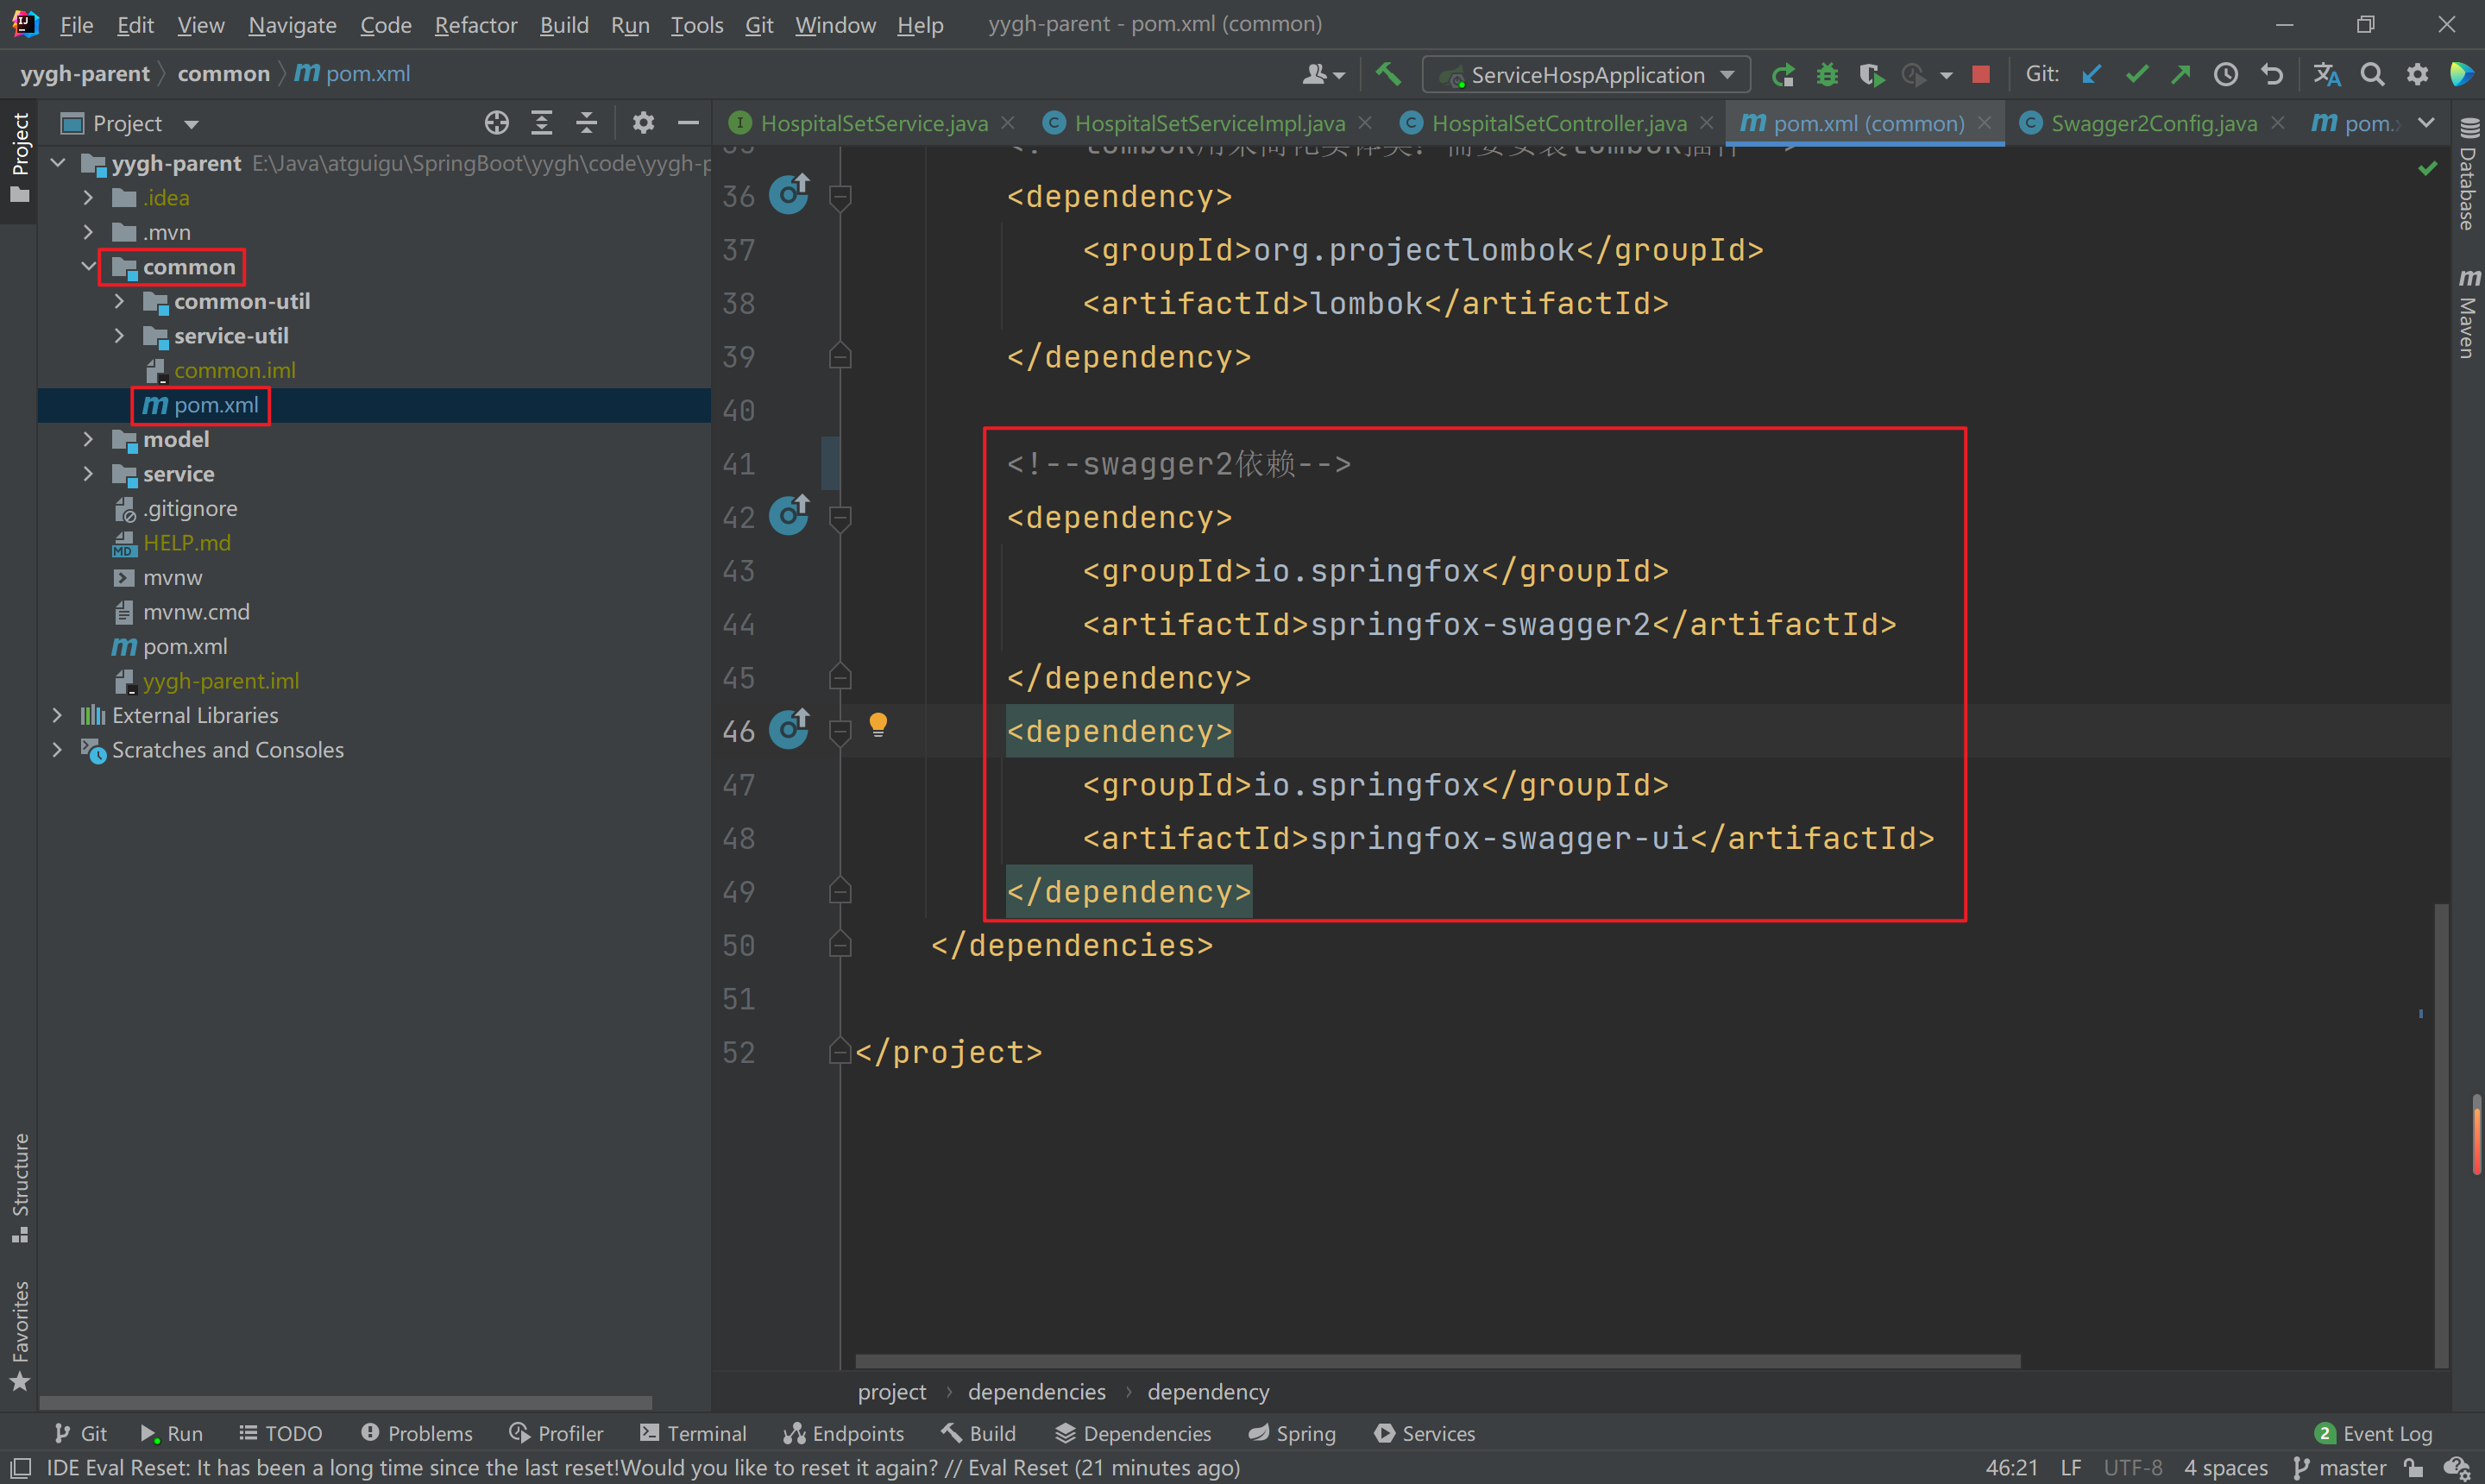 File Edit View Navigate Code Refactor Build Run Tools Git Window Help yygh-parent - pom.xml (common)
yygh-parent common pom.xml ServiceHospApplication Git:
Project
HospitalSetService.java HospitalSetServiceImpl.java HospitalSetController.java pom.xml (common) Swagger2Config.java pom.x
yygh-parent E:\Java\atguigu\SpringBoot\yygh\code\yygh-p
.idea
.mvn
common
common-util
service-util
common.iml
pom.xml
model
service
.gitignore
HELP.md
mvnw
mvnw.cmd
pom.xml
yygh-parent.iml
External Libraries
Scratches and Consoles
36 <dependency>
37 <groupId>org.projectlombok</groupId>
38 <artifactId>lombok</artifactId>
39 </dependency>
40
41 <!--swagger2依赖-->
42 <dependency>
43 <groupId>io.springfox</groupId>
44 <artifactId>springfox-swagger2</artifactId>
45 </dependency>
46 <dependency>
47 <groupId>io.springfox</groupId>
48 <artifactId>springfox-swagger-ui</artifactId>
49 </dependency>
50 </dependencies>
51
52 </project>
project › dependencies › dependency
Project
Structure
Favorites
Database
Maven
Git Run TODO Problems Profiler Terminal Endpoints Build Dependencies Spring Services 2 Event Log
IDE Eval Reset: It has been a long time since the last reset!Would you like to reset it again? // Eval Reset (21 minutes ago) 46:21 LF UTF-8 4 spaces master